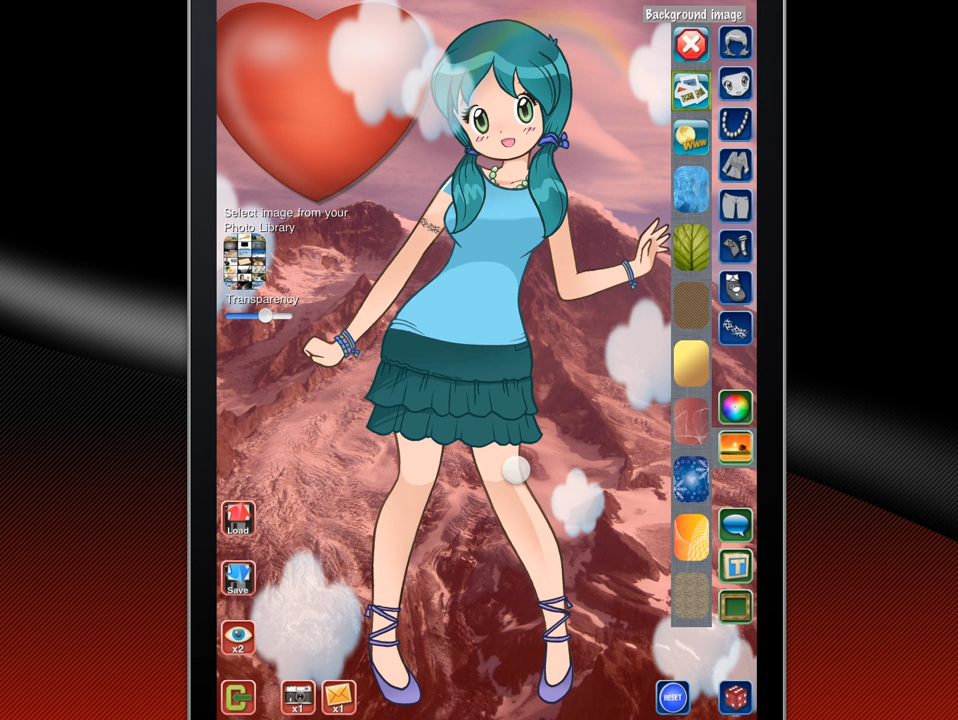 Background image
Www
Select image from your
Photo Library
Transparency
Load
Save
x2
x1
x1
RESET
T